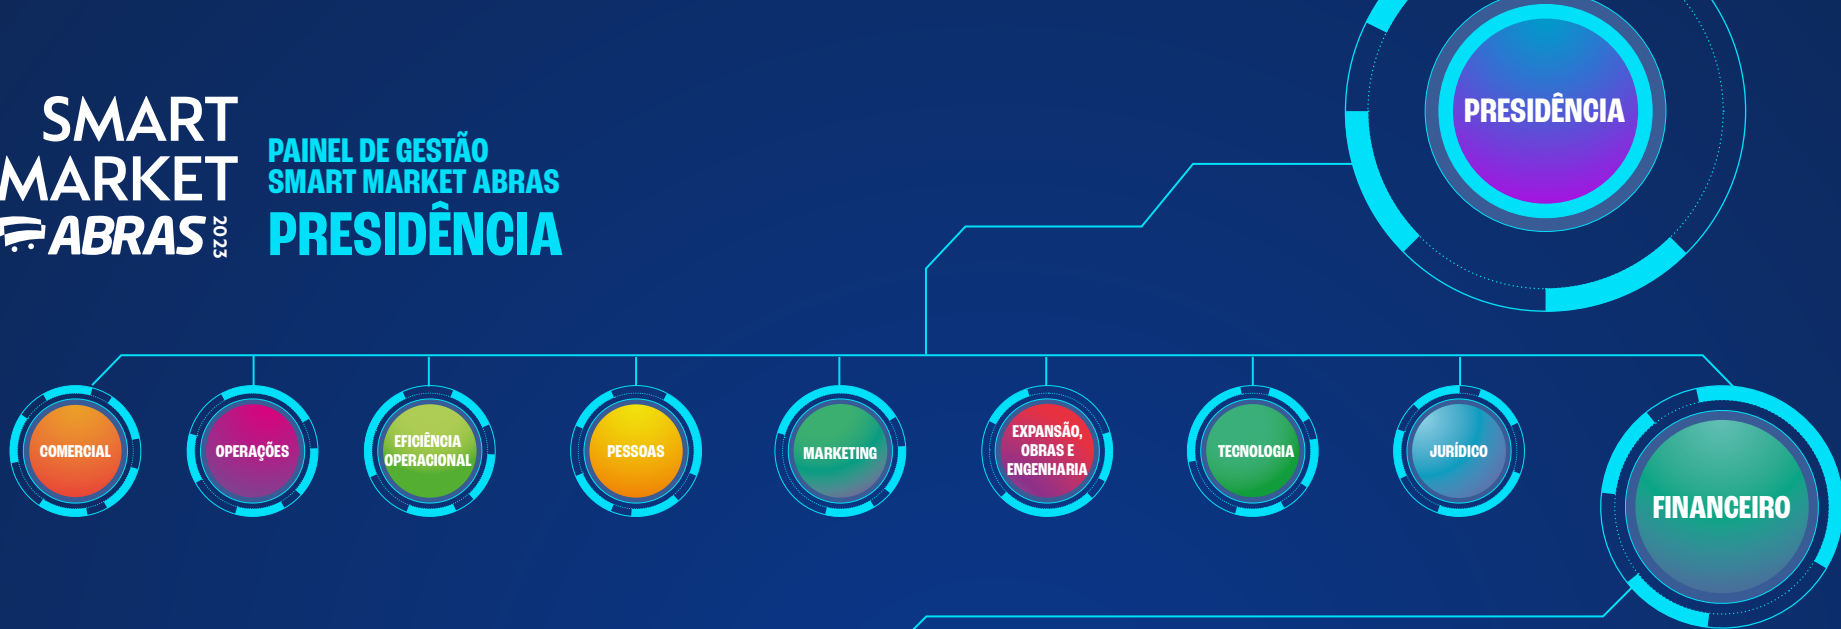 SMART
MARKET
ABRAS 2023
PAINEL DE GESTÃO
SMART MARKET ABRAS
PRESIDÊNCIA
PRESIDÊNCIA
COMERCIAL
OPERAÇÕES
EFICIÊNCIA
OPERACIONAL
PESSOAS
MARKETING
EXPANSÃO,
OBRAS E
ENGENHARIA
TECNOLOGIA
JURÍDICO
FINANCEIRO